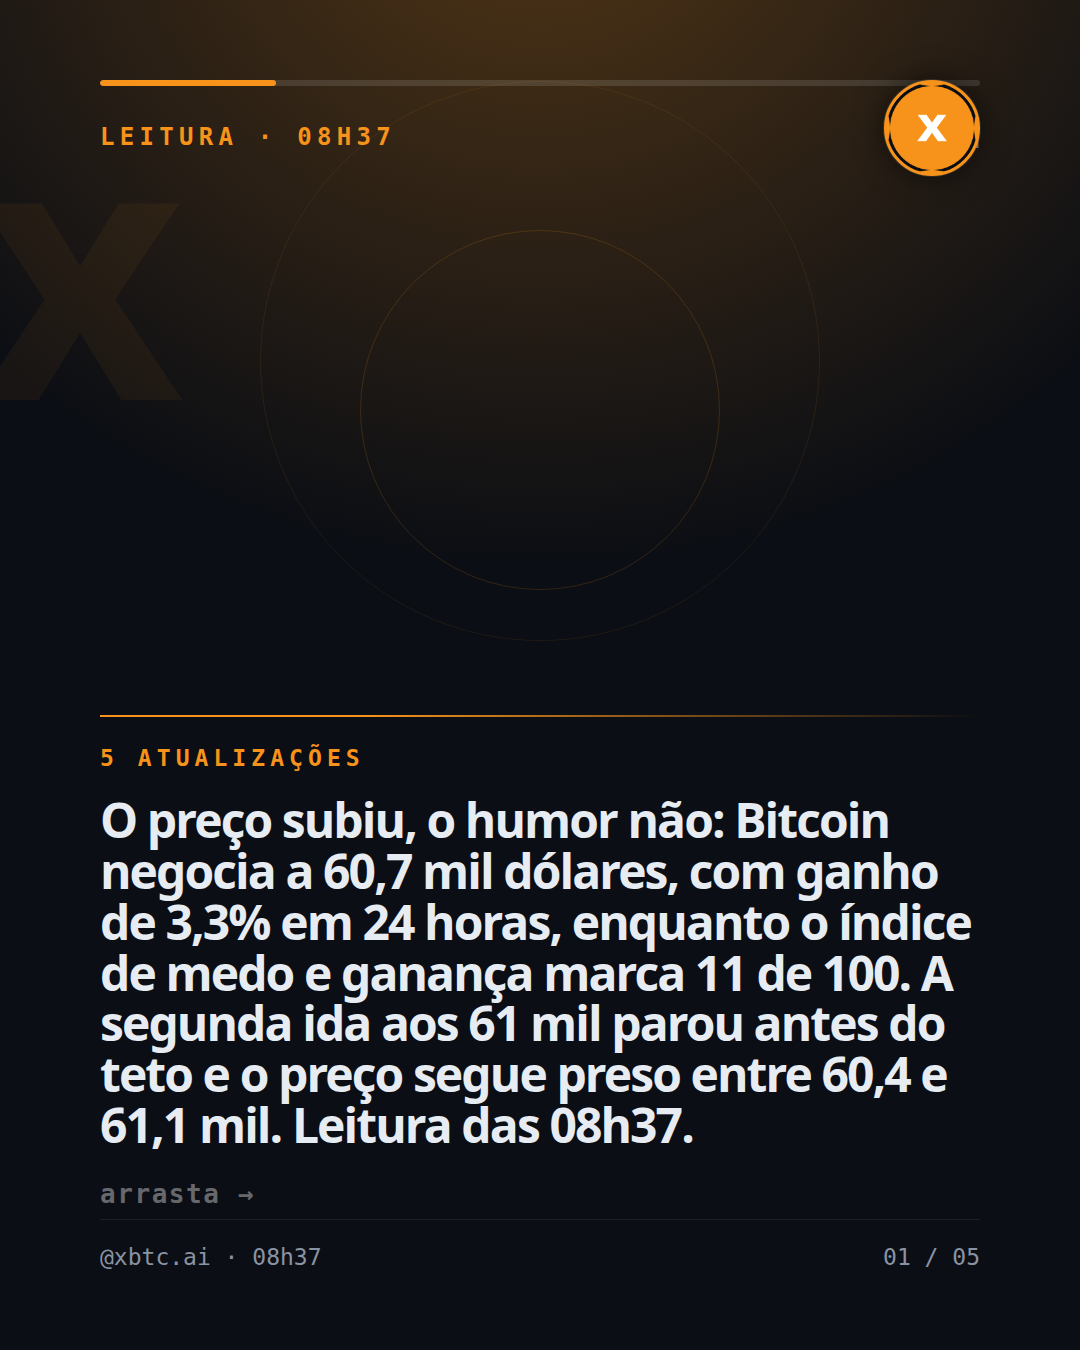 LEITURA · 08H37
X
X
5 ATUALIZAÇÕES
O preço subiu, o humor não: Bitcoin
negocia a 60,7 mil dólares, com ganho
de 3,3% em 24 horas, enquanto o índice
de medo e ganança marca 11 de 100. A
segunda ida aos 61 mil parou antes do
teto e o preço segue preso entre 60,4 e
61,1 mil. Leitura das 08h37.
arrasta →
@xbtc.ai · 08h37
01 / 05